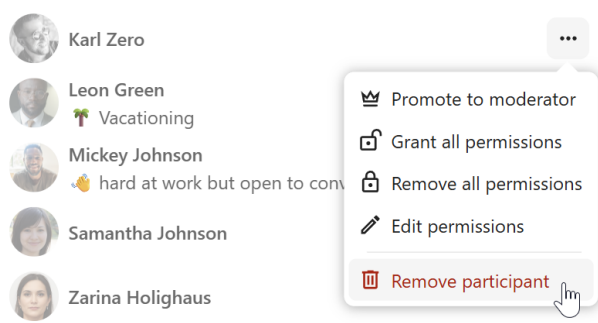 Karl Zero
Leon Green
🌴 Vacationing
Mickey Johnson
👋 hard at work but open to
Samantha Johnson
Zarina Holighaus
Promote to moderator
Grant all permissions
Remove all permissions
Edit permissions
Remove participant